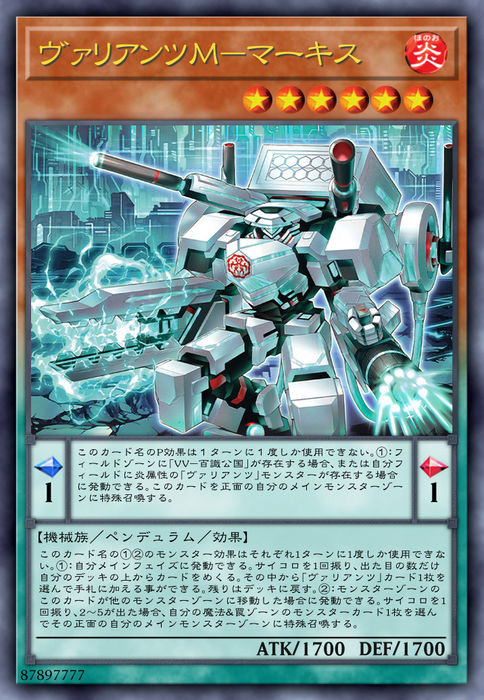 ヴァリアンツM－マーキス
ほのお
炎
このカード名のP効果は１ターンに１度しか使用できない。①：フ
ィールドゾーンに「VV－百識公国」が存在する場合、または自分フ
ィールドに炎属性の「ヴァリアンツ」モンスターが存在する場合
に発動できる。このカードを正面の自分のメインモンスターゾー
ンに特殊召喚する。
1
1
【機械族／ペンデュラム／効果】
このカード名の①②のモンスター効果はそれぞれ1ターンに1度しか使用できな
い。①：自分メインフェイズに発動できる。サイコロを1回振り、出た目の数だけ
自分のデッキの上からカードをめくる。その中から「ヴァリアンツ」カード1枚を
選んで手札に加える事ができる。残りはデッキに戻す。②：モンスターゾーンの
このカードが他のモンスターゾーンに移動した場合に発動できる。サイコロを1
回振り、2～5が出た場合、自分の魔法&罠ゾーンのモンスターカード1枚を選ん
でその正面の自分のメインモンスターゾーンに特殊召喚する。
ATK/1700 DEF/1700
87897777